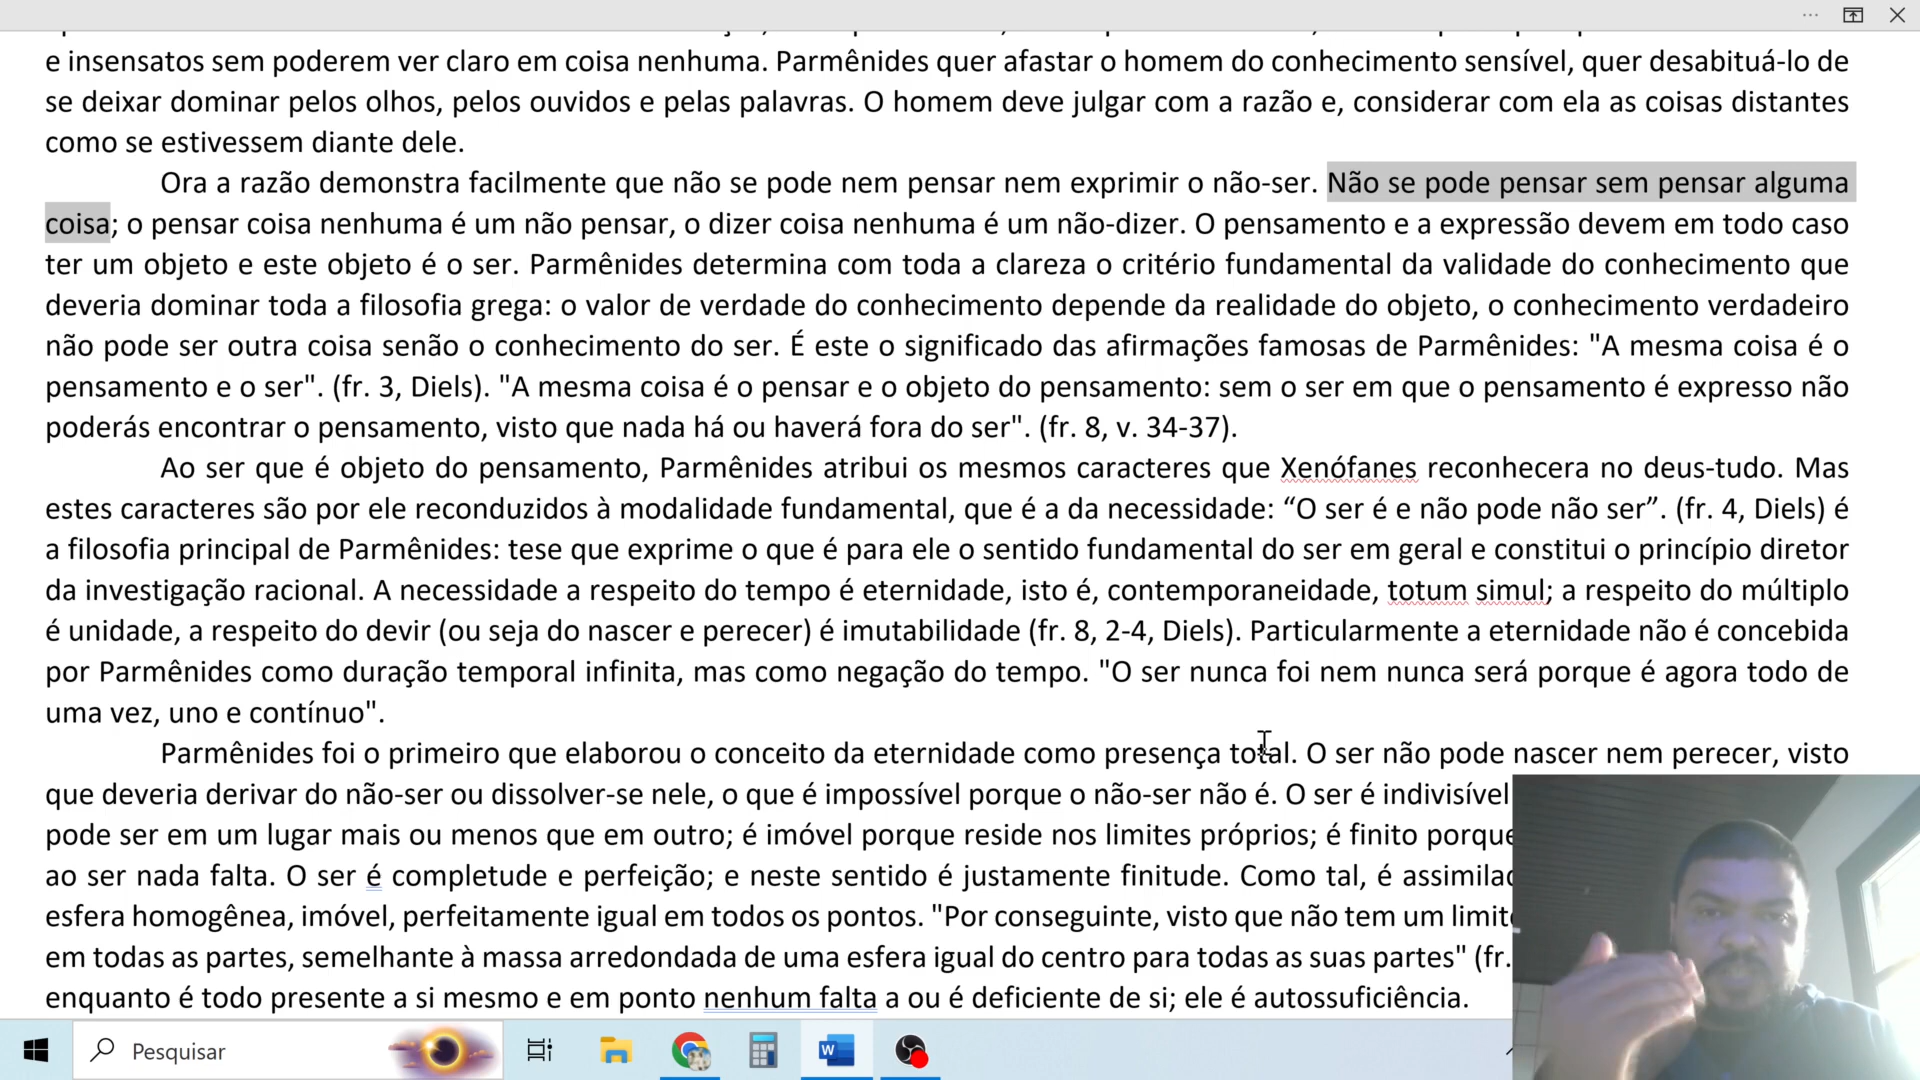 e insensatos sem poderem ver claro em coisa nenhuma. Parmênides quer afastar o homem do conhecimento sensível, quer desabituá-lo de
se deixar dominar pelos olhos, pelos ouvidos e pelas palavras. O homem deve julgar com a razão e, considerar com ela as coisas distantes
como se estivessem diante dele.
Ora a razão demonstra facilmente que não se pode nem pensar nem exprimir o não-ser. Não se pode pensar sem pensar alguma
coisa; o pensar coisa nenhuma é um não pensar, o dizer coisa nenhuma é um não-dizer. O pensamento e a expressão devem em todo caso
ter um objeto e este objeto é o ser. Parmênides determina com toda a clareza o critério fundamental da validade do conhecimento que
deveria dominar toda a filosofia grega: o valor de verdade do conhecimento depende da realidade do objeto, o conhecimento verdadeiro
não pode ser outra coisa senão o conhecimento do ser. É este o significado das afirmações famosas de Parmênides: "A mesma coisa é o
pensamento e o ser". (fr. 3, Diels). "A mesma coisa é o pensar e o objeto do pensamento: sem o ser em que o pensamento é expresso não
poderás encontrar o pensamento, visto que nada há ou haverá fora do ser". (fr. 8, v. 34-37).
Ao ser que é objeto do pensamento, Parmênides atribui os mesmos caracteres que Xenófanes reconhecera no deus-tudo. Mas
estes caracteres são por ele reconduzidos à modalidade fundamental, que é a da necessidade: “O ser é e não pode não ser”. (fr. 4, Diels) é
a filosofia principal de Parmênides: tese que exprime o que é para ele o sentido fundamental do ser em geral e constitui o princípio diretor
da investigação racional. A necessidade a respeito do tempo é eternidade, isto é, contemporaneidade, totum simul; a respeito do múltiplo
é unidade, a respeito do devir (ou seja do nascer e perecer) é imutabilidade (fr. 8, 2-4, Diels). Particularmente a eternidade não é concebida
por Parmênides como duração temporal infinita, mas como negação do tempo. "O ser nunca foi nem nunca será porque é agora todo de
uma vez, uno e contínuo".
Parmênides foi o primeiro que elaborou o conceito da eternidade como presença total. O ser não pode nascer nem perecer, visto
que deveria derivar do não-ser ou dissolver-se nele, o que é impossível porque o não-ser não é. O ser é indivisível
pode ser em um lugar mais ou menos que em outro; é imóvel porque reside nos limites próprios; é finito porque
ao ser nada falta. O ser é completude e perfeição; e neste sentido é justamente finitude. Como tal, é
esfera homogênea, imóvel, perfeitamente igual em todos os pontos. "Por conseguinte, visto que não tem um
em todas as partes, semelhante à massa arredondada de uma esfera igual do centro para todas as suas partes" (fr.
enquanto é todo presente a si mesmo e em ponto nenhum falta a ou é deficiente de si; ele é autossuficiência.
Pesquisar